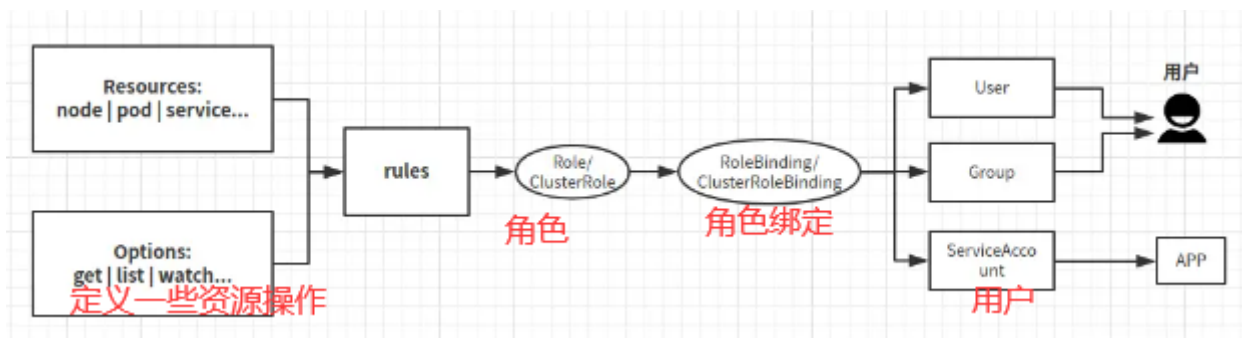 Resources:
node | pod | service...
Options:
get | list | watch...
定义一些资源操作
rules
Role/
ClusterRole
角色
RoleBinding/
ClusterRoleBinding
角色绑定
User
Group
ServiceAcco
unt
用户
用户
APP